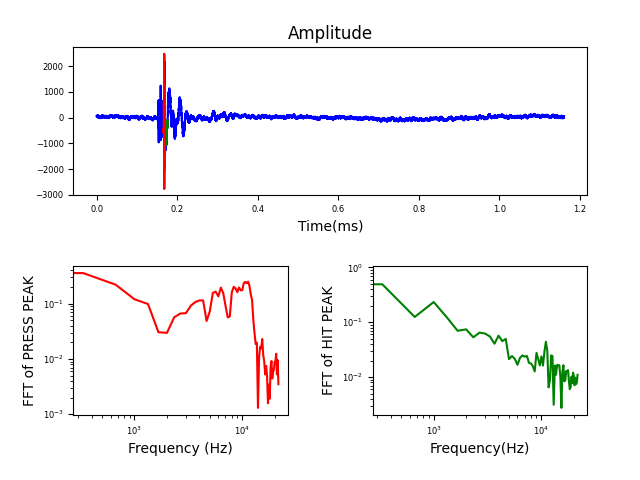 Amplitude
2000
1000
0
−1000
−2000
−3000
0.0 0.2 0.4 0.6 0.8 1.0 1.2
Time(ms)
FFT of PRESS PEAK
10⁻¹
10⁻²
10⁻³
10³ 10⁴
Frequency (Hz)
FFT of HIT PEAK
10⁰
10⁻¹
10⁻²
10³ 10⁴
Frequency(Hz)